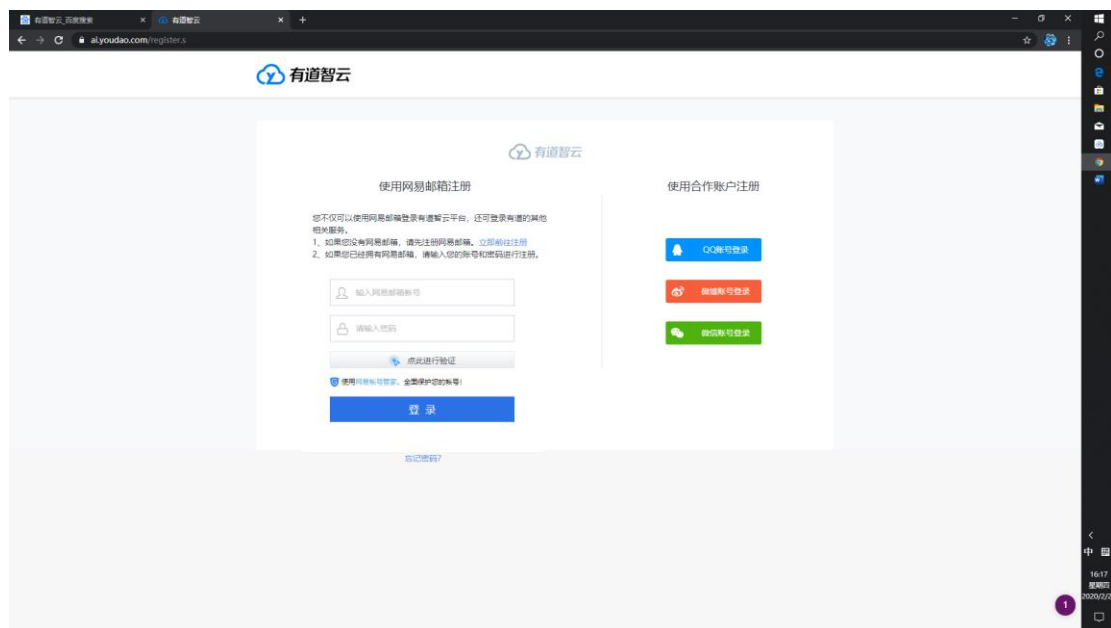 有道智云_百度搜索
有道智云
ai.youdao.com/register.s
有道智云
有道智云
使用网易邮箱注册
使用合作账户注册
您不仅可以使用网易邮箱登录有道智云平台，还可登录有道的其他
相关服务。
1、如果您没有网易邮箱，请先注册网易邮箱。立即前往注册
2、如果您已经拥有网易邮箱，请输入您的账号和密码进行注册。
输入网易邮箱帐号
请输入密码
点此进行验证
使用网易帐号管家，全面保护您的帐号！
登 录
忘记密码?
QQ账号登录
微博账号登录
微信账号登录
中
16:17
星期四
2020/2/2
1